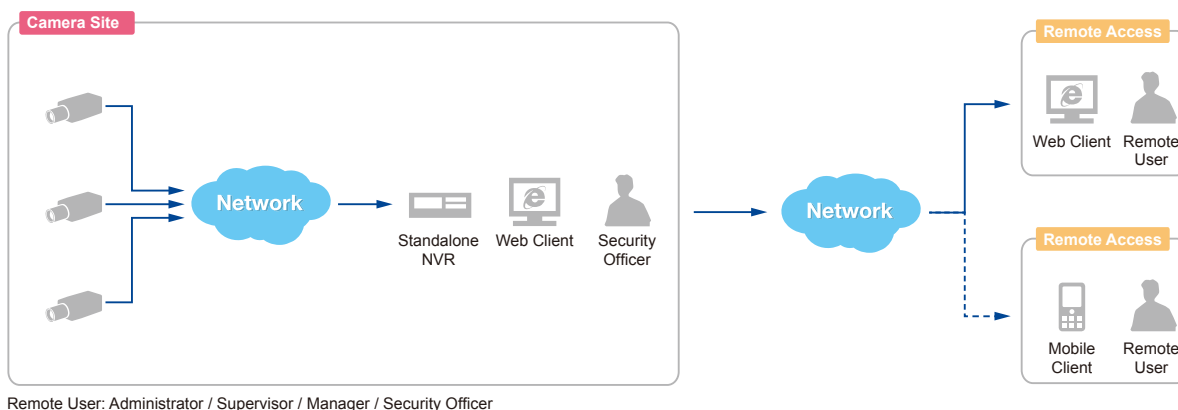 Camera Site
Network
Standalone
NVR
Web Client
Security
Officer
Network
Remote Access
Web Client
Remote
User
Remote Access
Mobile
Client
Remote
User
Remote User: Administrator / Supervisor / Manager / Security Officer